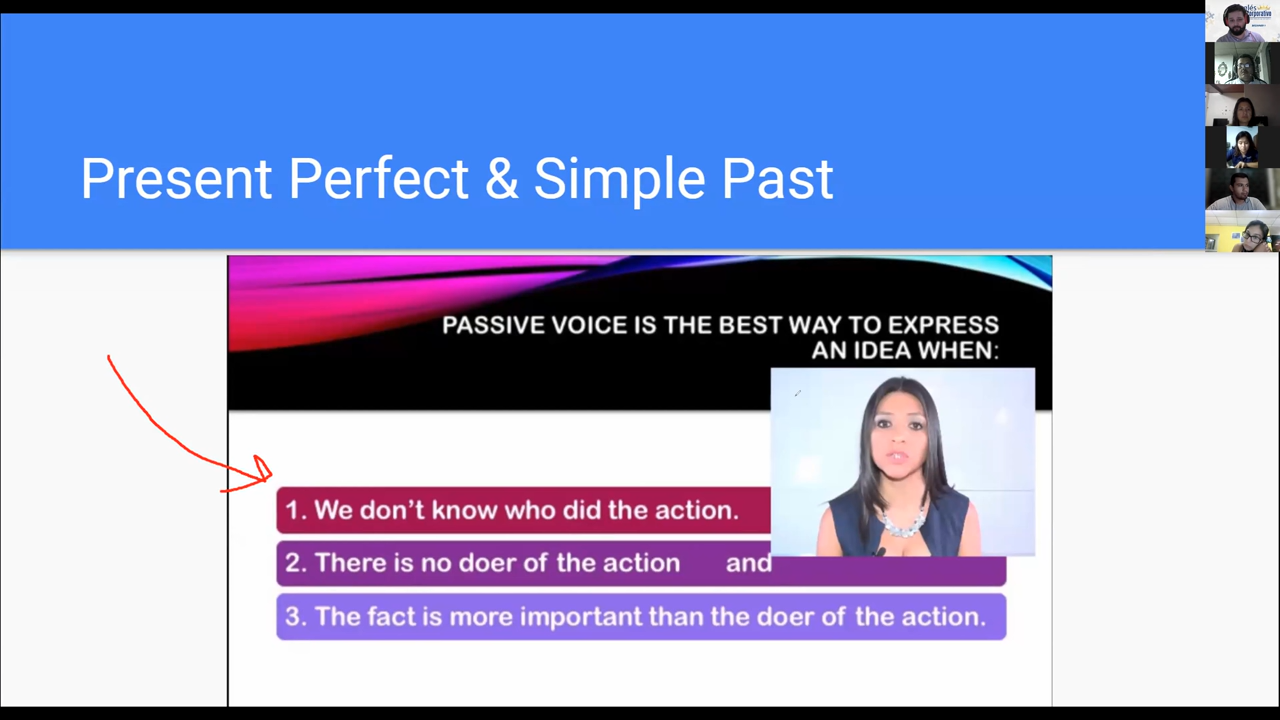 Present Perfect & Simple Past
PASSIVE VOICE IS THE BEST WAY TO EXPRESS
AN IDEA WHEN:
1. We don't know who did the action.
2. There is no doer of the action and
3. The fact is more important than the doer of the action.